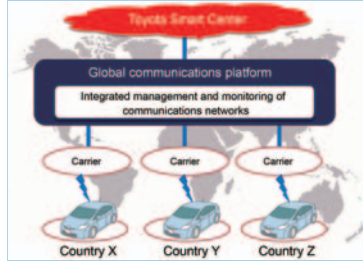 Toyota Smart Center
Global communications platform
Integrated management and monitoring of
communications networks
Carrier Carrier Carrier
Country X Country Y Country Z